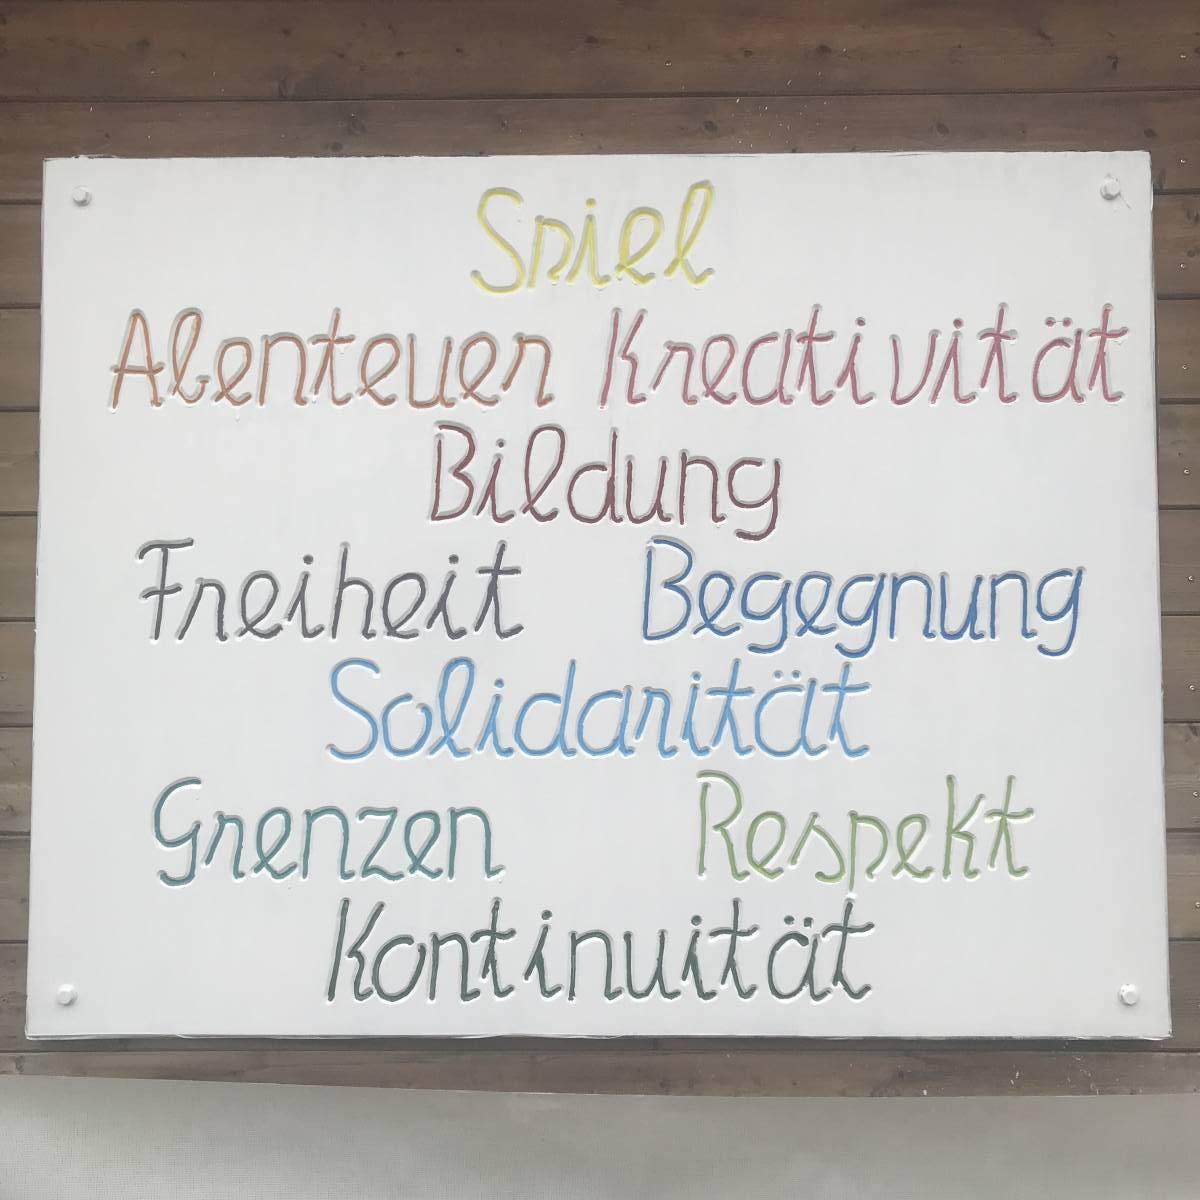 Spiel
Abenteuer Kreativität
Bildung
Freiheit Begegnung
Solidarität
Grenzen Respekt
Kontinuität